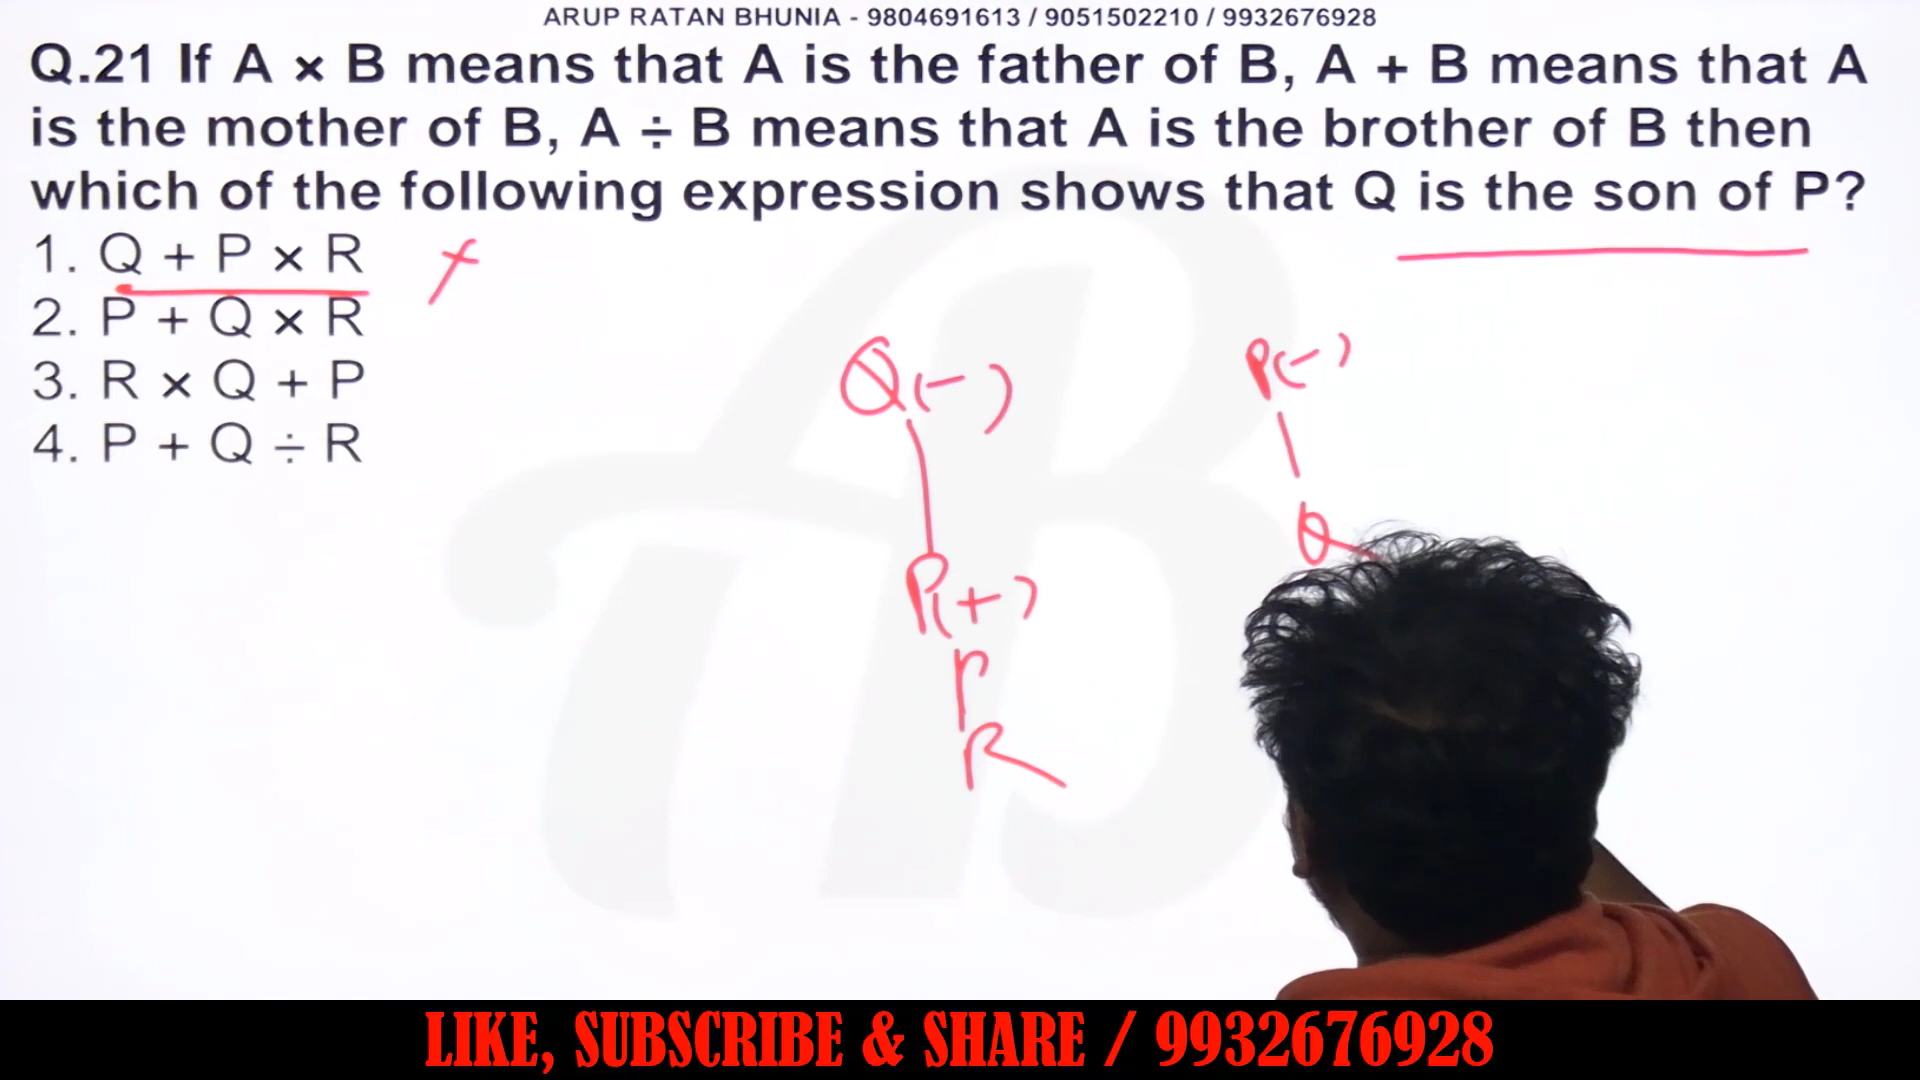 ARUP RATAN BHUNIA - 9804691613 / 9051502210 / 9932676928
Q.21 If A × B means that A is the father of B, A + B means that A
is the mother of B, A ÷ B means that A is the brother of B then
which of the following expression shows that Q is the son of P?
1. Q + P × R
2. P + Q × R
3. R × Q + P
4. P + Q ÷ R
Q(-)
P(+)
R
P(-)
Q
LIKE, SUBSCRIBE & SHARE / 9932676928